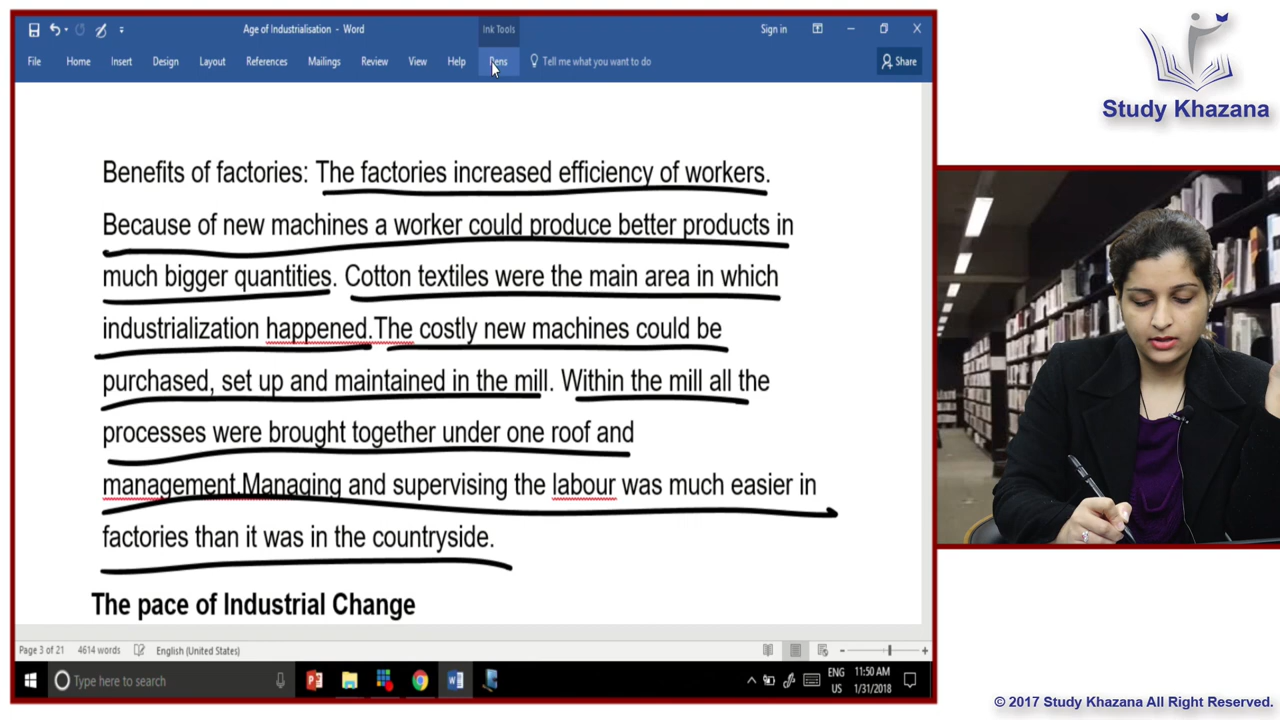 Age of Industrialisation - Word
Ink Tools
Sign in
File Home Insert Design Layout References Mailings Review View Help Pens Tell me what you want to do Share
Study Khazana
Benefits of factories: The factories increased efficiency of workers.
Because of new machines a worker could produce better products in
much bigger quantities. Cotton textiles were the main area in which
industrialization happened.The costly new machines could be
purchased, set up and maintained in the mill. Within the mill all the
processes were brought together under one roof and
management.Managing and supervising the labour was much easier in
factories than it was in the countryside.
The pace of Industrial Change
Page 3 of 21 4614 words English (United States)
Type here to search
ENG 11:50 AM
US 1/31/2018
© 2017 Study Khazana All Right Reserved.